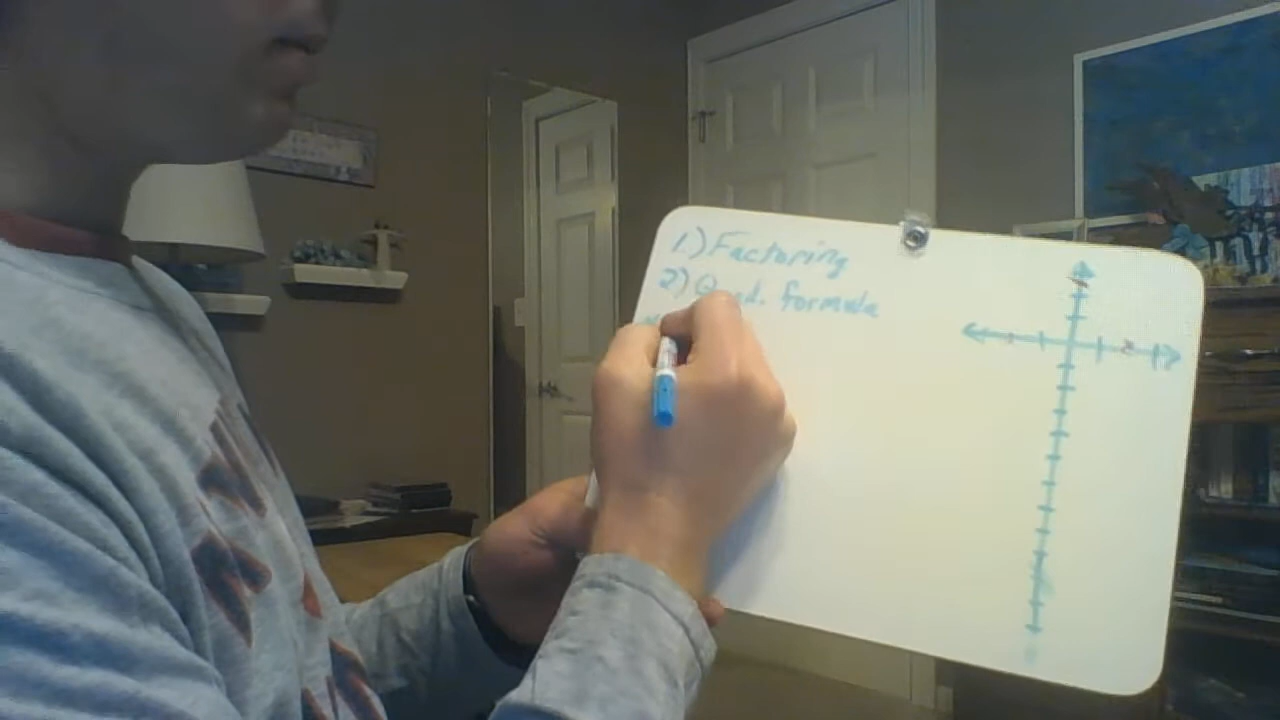 1.) Factoring
2) Quad. formula